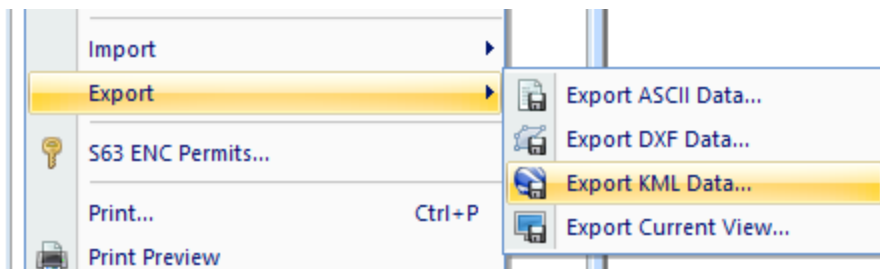 Import
Export
S63 ENC Permits...
Print... Ctrl+P
Print Preview
Export ASCII Data...
Export DXF Data...
Export KML Data...
Export Current View...